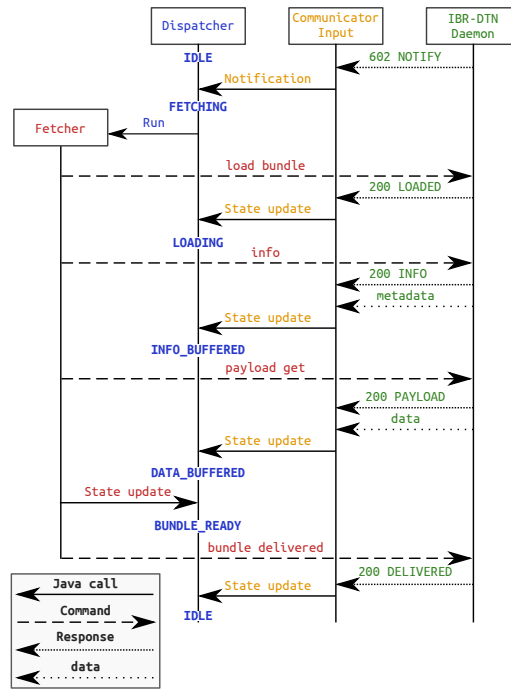 Dispatcher
Communicator
Input
IBR-DTN
Daemon
IDLE
602 NOTIFY
Notification
FETCHING
Fetcher
Run
load bundle
200 LOADED
State update
LOADING
info
200 INFO
metadata
State update
INFO_BUFFERED
payload get
200 PAYLOAD
data
State update
DATA_BUFFERED
State update
BUNDLE_READY
bundle delivered
200 DELIVERED
State update
IDLE
Java call
Command
Response
data